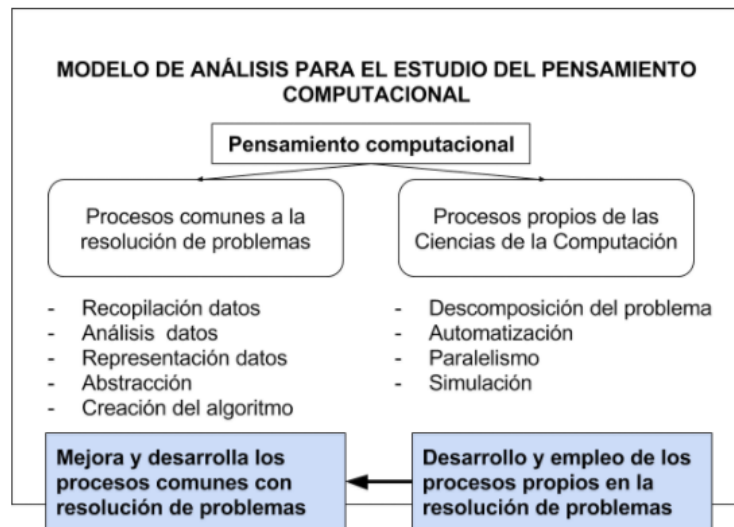 MODELO DE ANÁLISIS PARA EL ESTUDIO DEL PENSAMIENTO
COMPUTACIONAL
Pensamiento computacional
Procesos comunes a la
resolución de problemas
Procesos propios de las
Ciencias de la Computación
- Recopilación datos
- Análisis datos
- Representación datos
- Abstracción
- Creación del algoritmo
- Descomposición del problema
- Automatización
- Paralelismo
- Simulación
Mejora y desarrolla los
procesos comunes con
resolución de problemas
Desarrollo y empleo de los
procesos propios en la
resolución de problemas